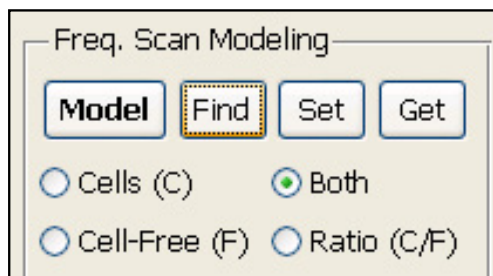 Freq. Scan Modeling
Model Find Set Get
Cells (C) Both
Cell-Free (F) Ratio (C/F)